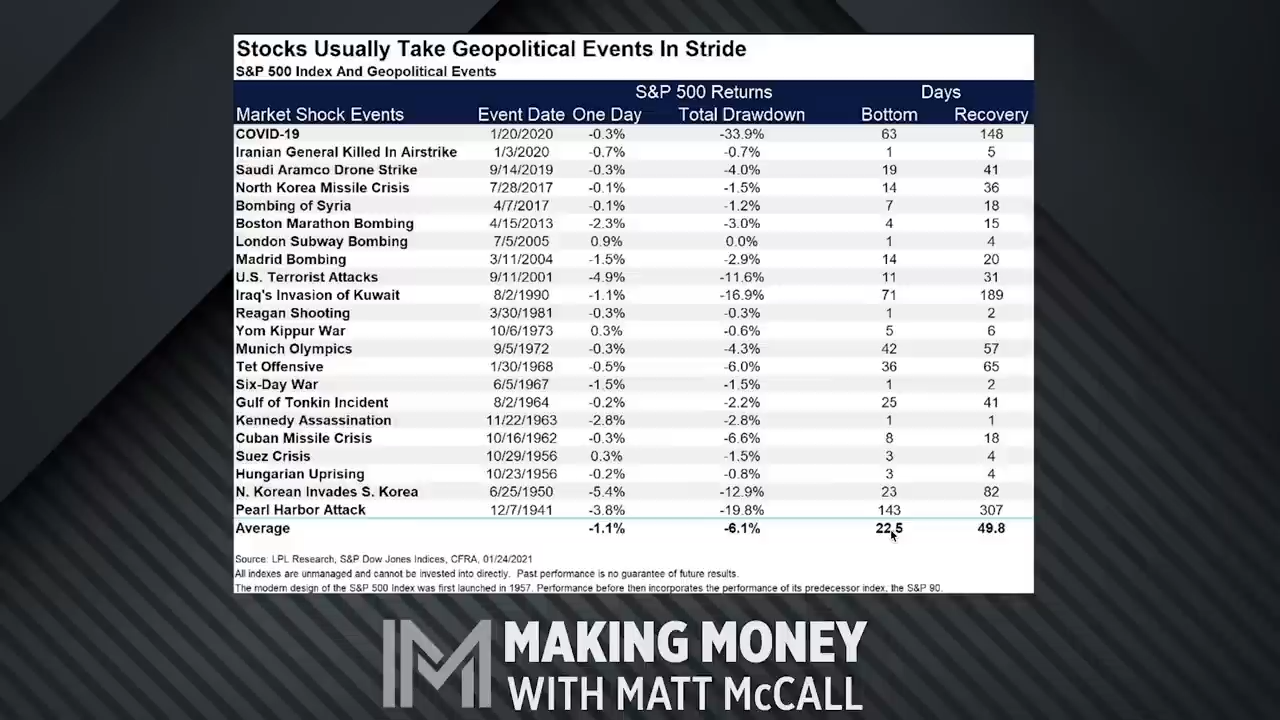 Stocks Usually Take Geopolitical Events In Stride
S&P 500 Index And Geopolitical Events
S&P 500 Returns Days
Market Shock Events Event Date One Day Total Drawdown Bottom Recovery
COVID-19 1/20/2020 -0.3% -33.9% 63 148
Iranian General Killed In Airstrike 1/3/2020 -0.7% -0.7% 1 5
Saudi Aramco Drone Strike 9/14/2019 -0.3% -4.0% 19 41
North Korea Missile Crisis 7/28/2017 -0.1% -1.5% 14 36
Bombing of Syria 4/7/2017 -0.1% -1.2% 7 18
Boston Marathon Bombing 4/15/2013 -2.3% -3.0% 4 15
London Subway Bombing 7/5/2005 0.9% 0.0% 1 4
Madrid Bombing 3/11/2004 -1.5% -2.9% 14 20
U.S. Terrorist Attacks 9/11/2001 -4.9% -11.6% 11 31
Iraq's Invasion of Kuwait 8/2/1990 -1.1% -16.9% 71 189
Reagan Shooting 3/30/1981 -0.3% -0.3% 1 2
Yom Kippur War 10/6/1973 0.3% -0.6% 5 6
Munich Olympics 9/5/1972 -0.3% -4.3% 42 57
Tet Offensive 1/30/1968 -0.5% -6.0% 36 65
Six-Day War 6/5/1967 -1.5% -1.5% 1 2
Gulf of Tonkin Incident 8/2/1964 -0.2% -2.2% 25 41
Kennedy Assassination 11/22/1963 -2.8% -2.8% 1 1
Cuban Missile Crisis 10/16/1962 -0.3% -6.6% 8 18
Suez Crisis 10/29/1956 0.3% -1.5% 3 4
Hungarian Uprising 10/23/1956 -0.2% -0.8% 3 4
N. Korean Invades S. Korea 6/25/1950 -5.4% -12.9% 23 82
Pearl Harbor Attack 12/7/1941 -3.8% -19.8% 143 307
Average -1.1% -6.1% 22.5 49.8
Source: LPL Research, S&P Dow Jones Indices, CFRA, 01/24/2021
All indexes are unmanaged and cannot be invested into directly. Past performance is no guarantee of future results.
The modern design of the S&P 500 Index was first launched in 1957. Performance before then incorporates the performance of its predecessor index, the S&P 90.
MAKING MONEY
WITH MATT McCALL